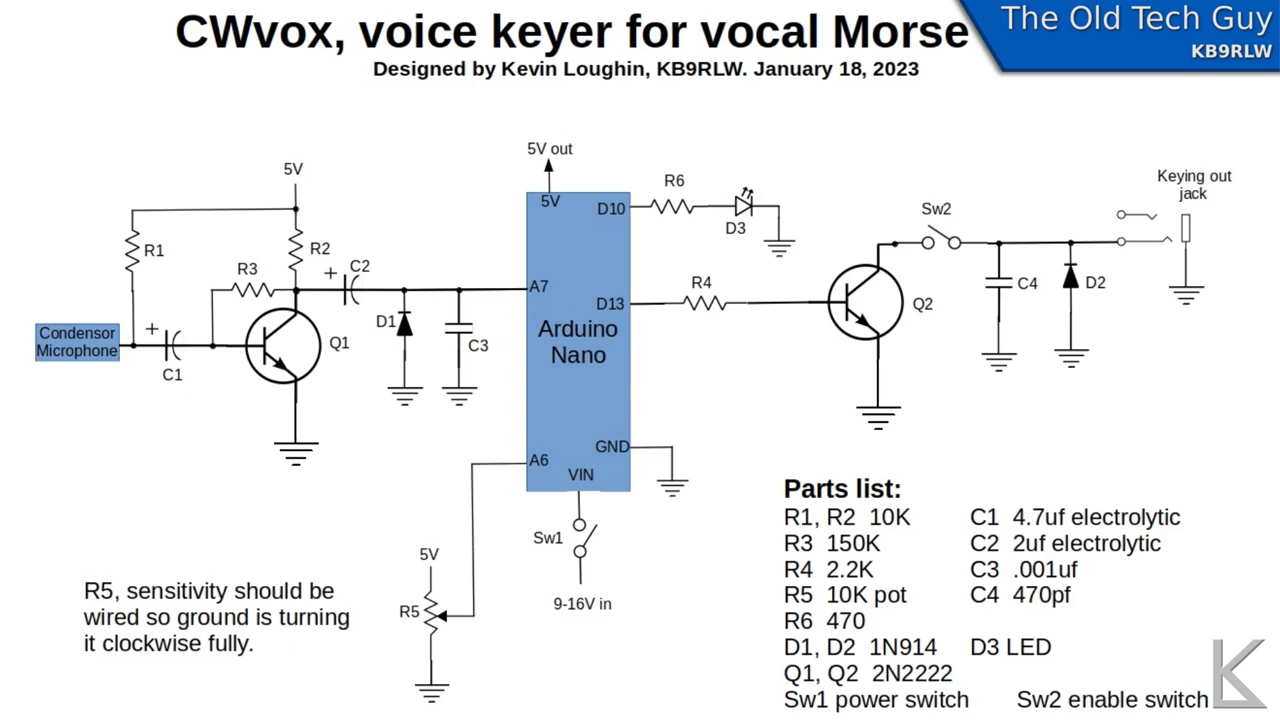 CWvox, voice keyer for vocal Morse
Designed by Kevin Loughin, KB9RLW. January 18, 2023
The Old Tech Guy
KB9RLW
5V out
5V
Keying out
jack
R6
5V
D10
Sw2
D3
R1
R2
R3
C2
+
A7
R4
C4
D2
D13
Q2
D1
Arduino
Nano
Condensor
Microphone
+
Q1
C3
C1
GND
A6
VIN
Sw1
5V
9-16V in
R5
R5, sensitivity should be
wired so ground is turning
it clockwise fully.
Parts list:
R1, R2 10K C1 4.7uf electrolytic
R3 150K C2 2uf electrolytic
R4 2.2K C3 .001uf
R5 10K pot C4 470pf
R6 470
D1, D2 1N914 D3 LED
Q1, Q2 2N2222
Sw1 power switch Sw2 enable switch
K